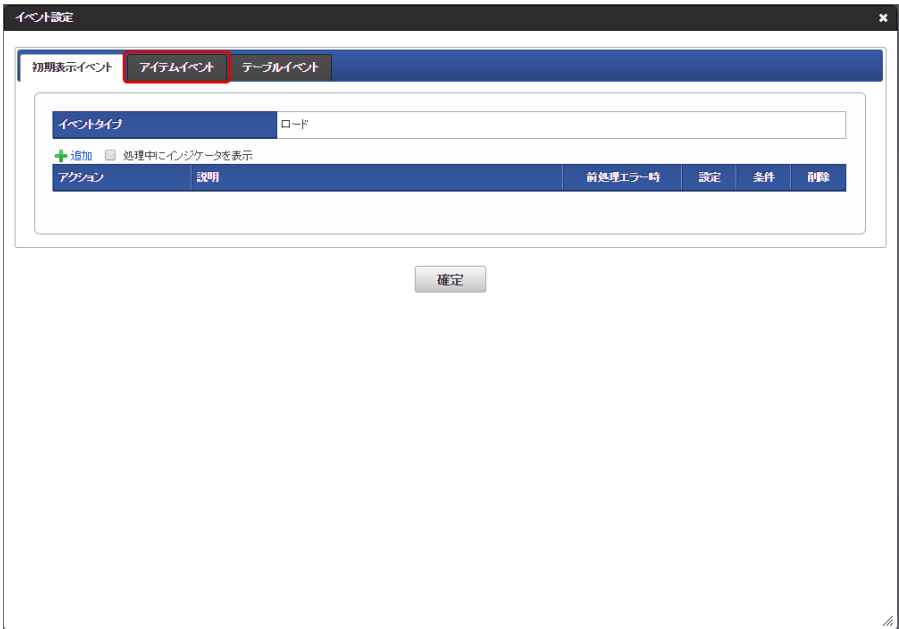 イベント設定
初期表示イベント アイテムイベント テーブルイベント
イベントタイプ ロード
追加 処理中にインジケータを表示
アクション 説明 前処理エラー時 設定 条件 削除
確定